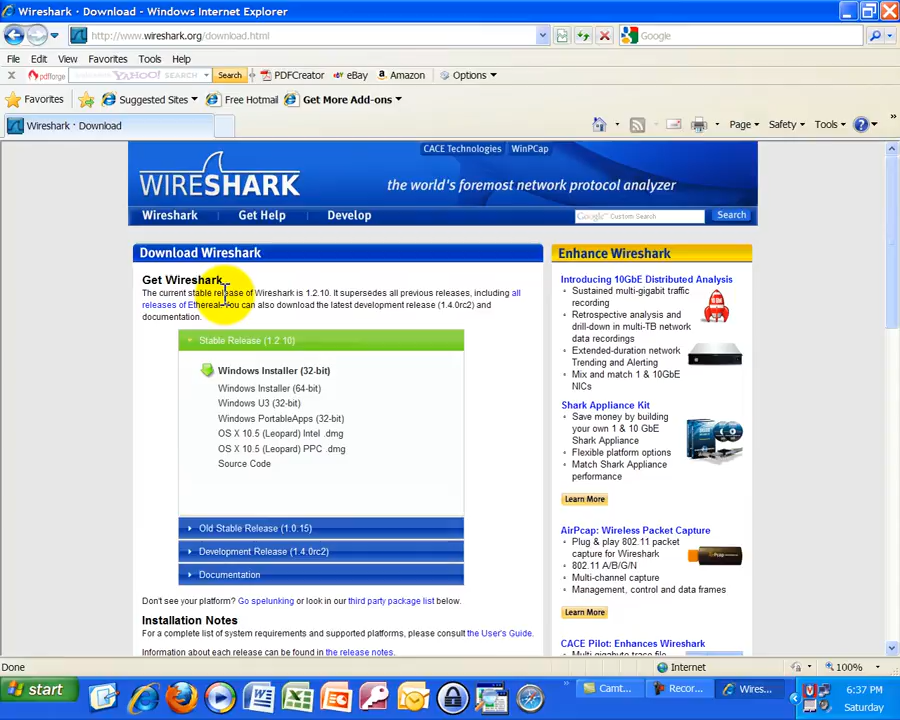 Wireshark · Download - Windows Internet Explorer
http://www.wireshark.org/download.html
Google
File Edit View Favorites Tools Help
pdfforge YAHOO! SEARCH Search PDFCreator eBay Amazon Options
Favorites Suggested Sites Free Hotmail Get More Add-ons
Wireshark · Download
Page Safety Tools
CACE Technologies WinPCap
WIRESHARK
the world's foremost network protocol analyzer
Wireshark Get Help Develop
Google Custom Search Search
Download Wireshark
Get Wireshark
The current stable release of Wireshark is 1.2.10. It supersedes all previous releases, including all
releases of Ethereal. You can also download the latest development release (1.4.0rc2) and
documentation.
Stable Release (1.2.10)
Windows Installer (32-bit)
Windows Installer (64-bit)
Windows U3 (32-bit)
Windows PortableApps (32-bit)
OS X 10.5 (Leopard) Intel .dmg
OS X 10.5 (Leopard) PPC .dmg
Source Code
Old Stable Release (1.0.15)
Development Release (1.4.0rc2)
Documentation
Don't see your platform? Go spelunking or look in our third party package list below.
Installation Notes
For a complete list of system requirements and supported platforms, please consult the User's Guide.
Information about each release can be found in the release notes.
Enhance Wireshark
Introducing 10GbE Distributed Analysis
Sustained multi-gigabit traffic
recording
Retrospective analysis and
drill-down in multi-TB network
data recordings
Extended-duration network
Trending and Alerting
Mix and match 1 & 10GbE
NICs
Shark Appliance Kit
Save money by building
your own 1 & 10 GbE
Shark Appliance
Flexible platform options
Match Shark Appliance
performance
Learn More
AirPcap: Wireless Packet Capture
Plug & play 802.11 packet
capture for Wireshark
802.11 A/B/G/N
Multi-channel capture
Management, control and data frames
Learn More
CACE Pilot: Enhances Wireshark
Done
Internet
100%
start
Camt...
Recor...
Wires...
6:37 PM
Saturday